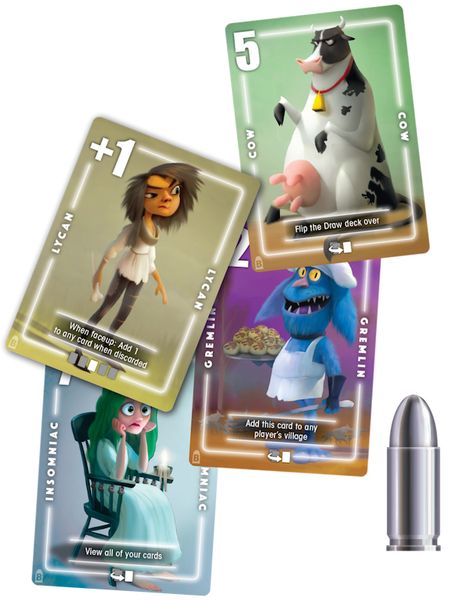 5
COW
COW
Flip the Draw deck over
B
+1
LYCAN
LYCAN
When faceup: Add 1
to any card when discarded
B
2
GREMLIN
GREMLIN
Add this card to any
player's village
B
INSOMNIAC
MNIAC
View all of your cards
B